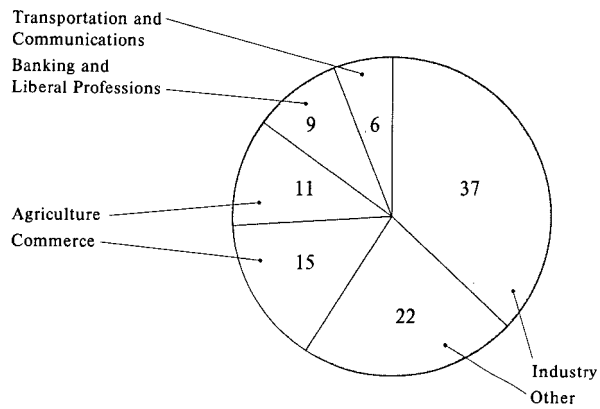 Transportation and
Communications
Banking and
Liberal Professions
9
6
37
11
Agriculture
Commerce
15
22
Industry
Other